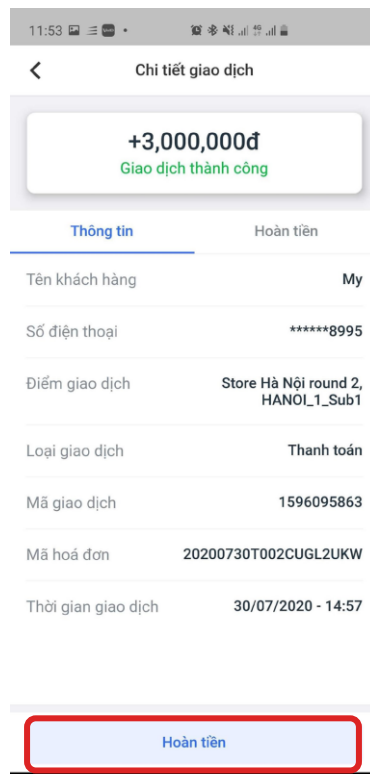 11:53
Chi tiết giao dịch
+3,000,000đ
Giao dịch thành công
Thông tin
Hoàn tiền
Tên khách hàng
My
Số điện thoại
******8995
Điểm giao dịch
Store Hà Nội round 2,
HANOI_1_Sub1
Loại giao dịch
Thanh toán
Mã giao dịch
1596095863
Mã hoá đơn
20200730T002CUGL2UKW
Thời gian giao dịch
30/07/2020 - 14:57
Hoàn tiền